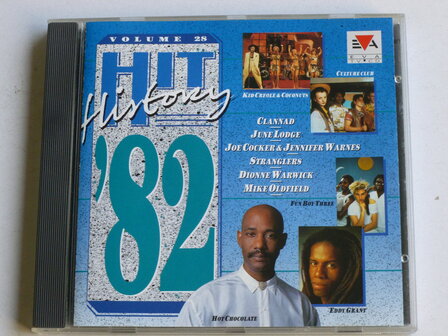 VOLUME 28
HIT
History
'82
EVA
KID CREOLE & COCONUTS
CULTURE CLUB
CLANNAD
JUNE LODGE
JOE COCKER & JENNIFER WARNES
STRANGLERS
DIONNE WARWICK
MIKE OLDFIELD
FUN BOY THREE
HOT CHOCOLATE
EDDY GRANT